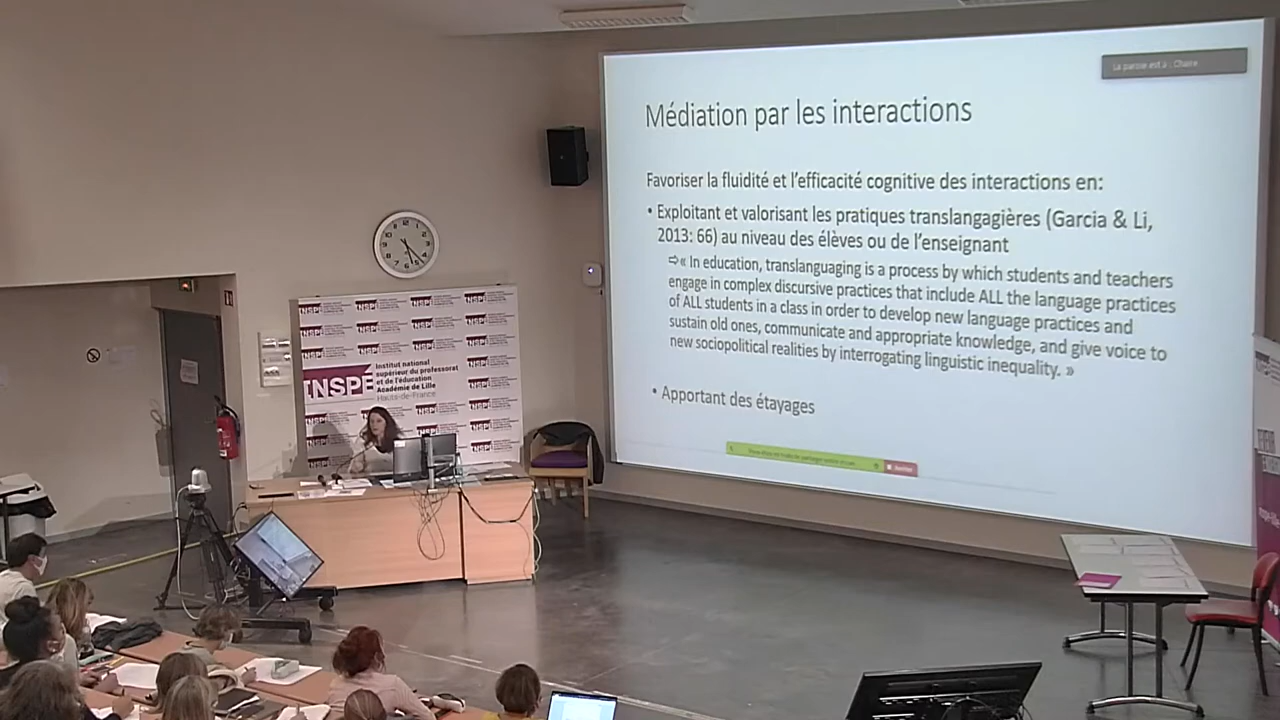 La parole est à : Chaire
Médiation par les interactions
Favoriser la fluidité et l'efficacité cognitive des interactions en:
• Exploitant et valorisant les pratiques translangagières (Garcia & Li,
2013: 66) au niveau des élèves ou de l'enseignant
⇨« In education, translanguaging is a process by which students and teachers
engage in complex discursive practices that include ALL the language practices
of ALL students in a class in order to develop new language practices and
sustain old ones, communicate and appropriate knowledge, and give voice to
new sociopolitical realities by interrogating linguistic inequality. »
• Apportant des étayages
INSPÉ
Institut national
supérieur du professorat
et de l'éducation
Académie de Lille
Hauts-de-France